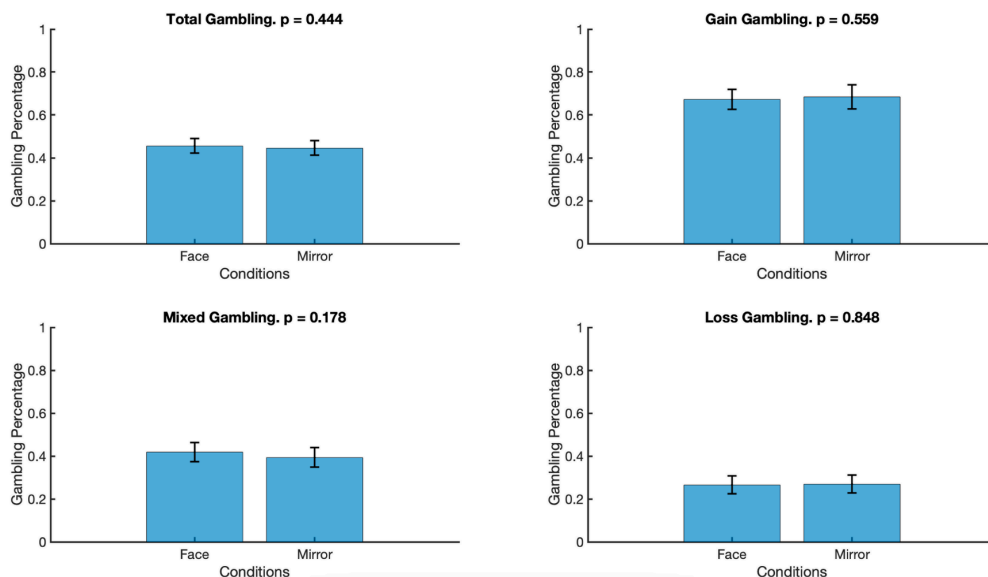 Total Gambling. p = 0.444
Gambling Percentage
1
0.8
0.6
0.4
0.2
0
Face Mirror
Conditions
Gain Gambling. p = 0.559
Gambling Percentage
1
0.8
0.6
0.4
0.2
0
Face Mirror
Conditions
Mixed Gambling. p = 0.178
Gambling Percentage
1
0.8
0.6
0.4
0.2
0
Face Mirror
Conditions
Loss Gambling. p = 0.848
Gambling Percentage
1
0.8
0.6
0.4
0.2
0
Face Mirror
Conditions